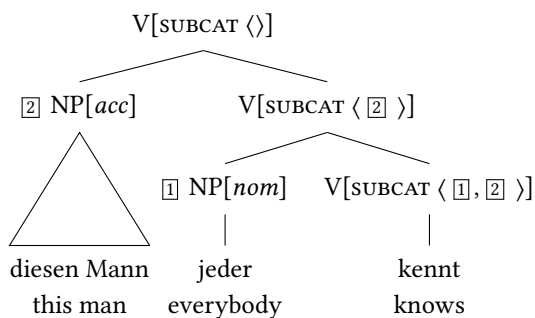 V[SUBCAT ⟨⟩]
2 NP[acc] V[SUBCAT ⟨ 2 ⟩]
1 NP[nom] V[SUBCAT ⟨ 1, 2 ⟩]
diesen Mann jeder kennt
this man everybody knows